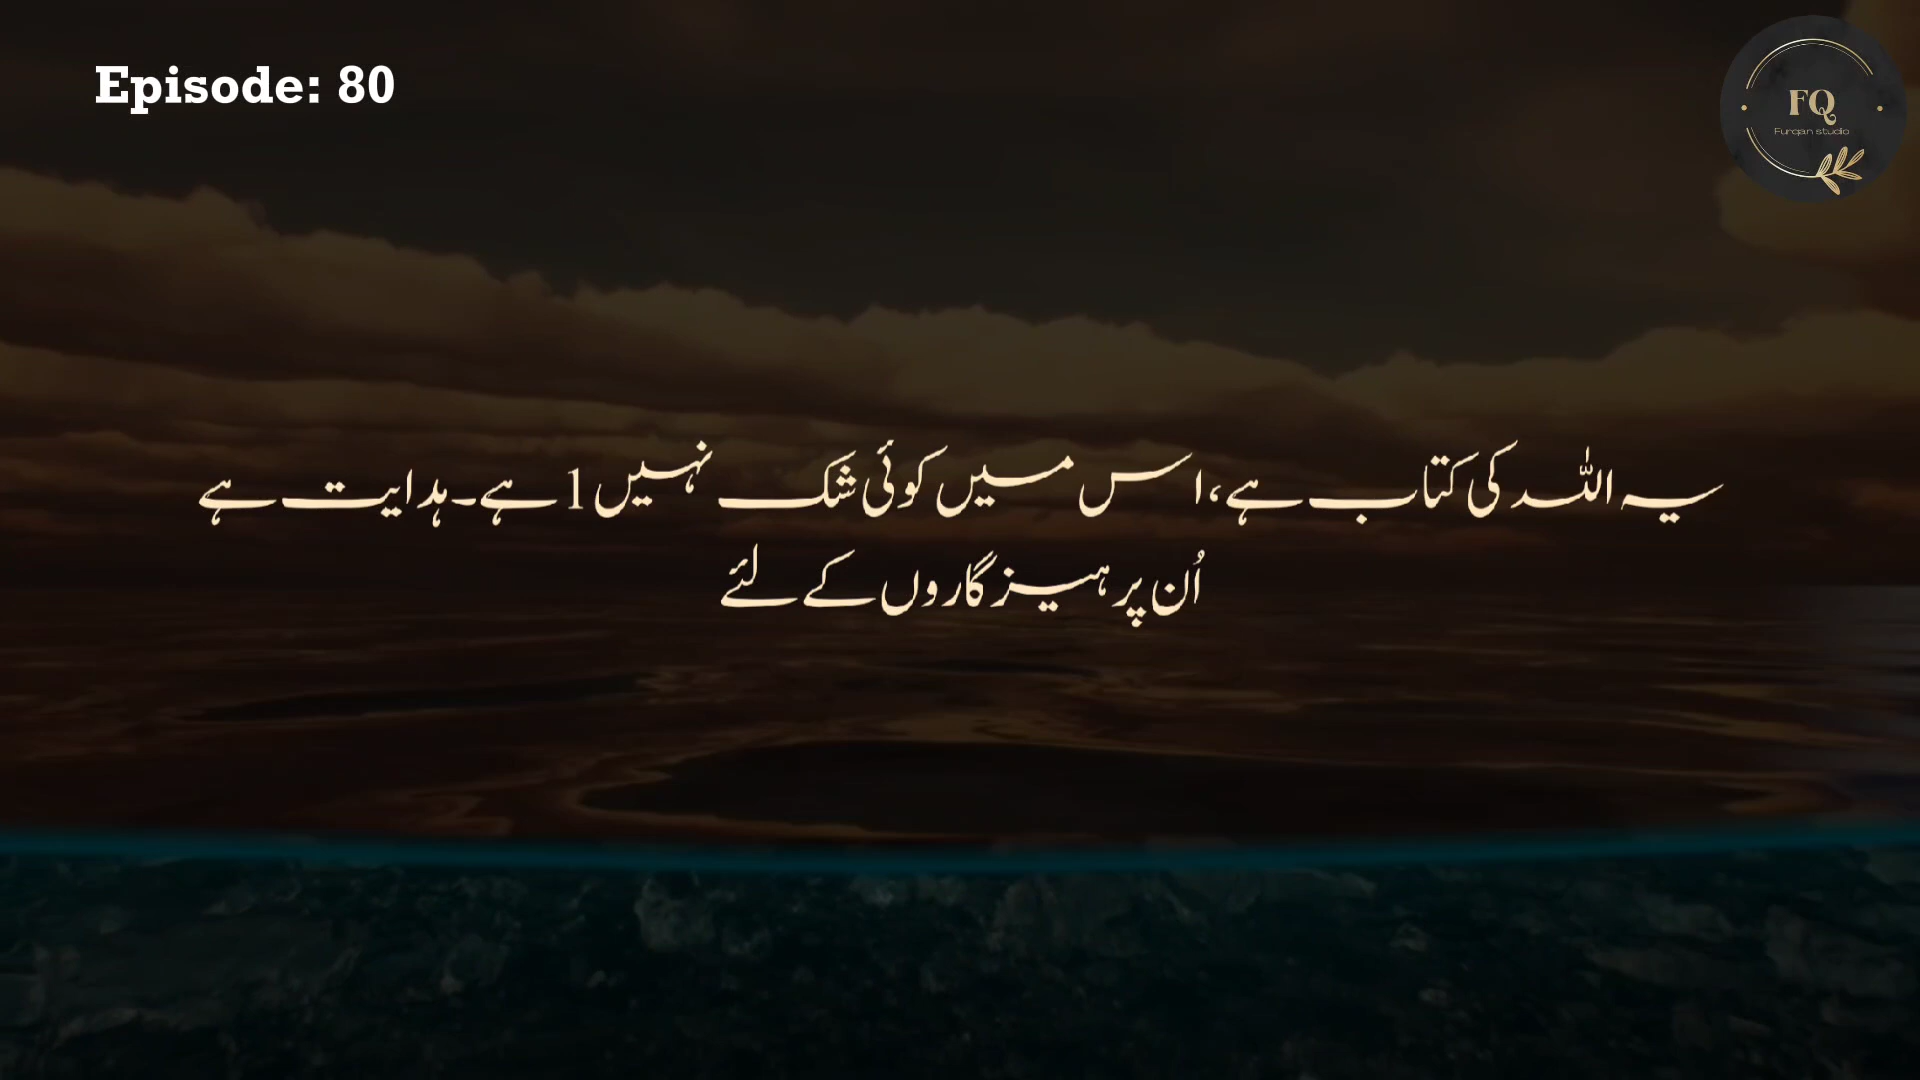 Episode: 80
FQ
Furqan studio
یہ اللہ کی کتاب ہے، اس میں کوئی شک نہیں 1 ہے۔ ہدایت ہے
اُن پرہیزگاروں کے لئے